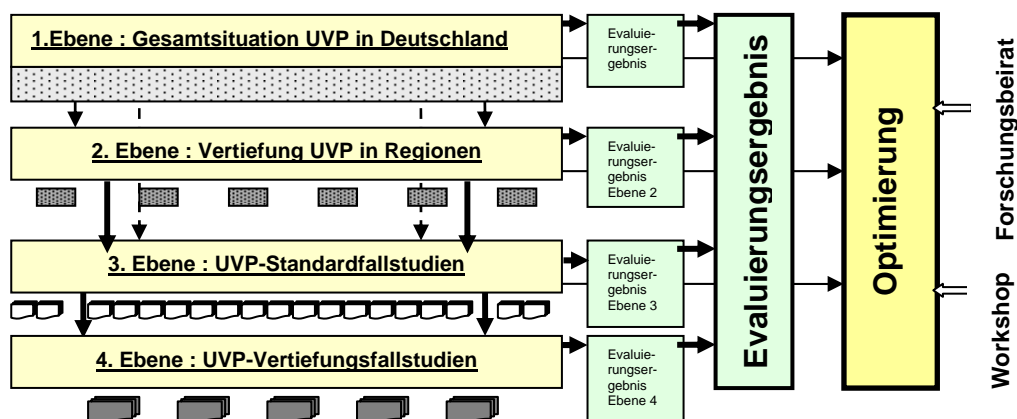 1.Ebene : Gesamtsituation UVP in Deutschland
Evaluie-
rungser-
gebnis
2. Ebene : Vertiefung UVP in Regionen
Evaluie-
rungser-
gebnis
Ebene 2
3. Ebene : UVP-Standardfallstudien
Evaluie-
rungser-
gebnis
Ebene 3
4. Ebene : UVP-Vertiefungsfallstudien
Evaluie-
rungser-
gebnis
Ebene 4
Evaluierungsergebnis
Optimierung
Forschungsbeirat
Workshop